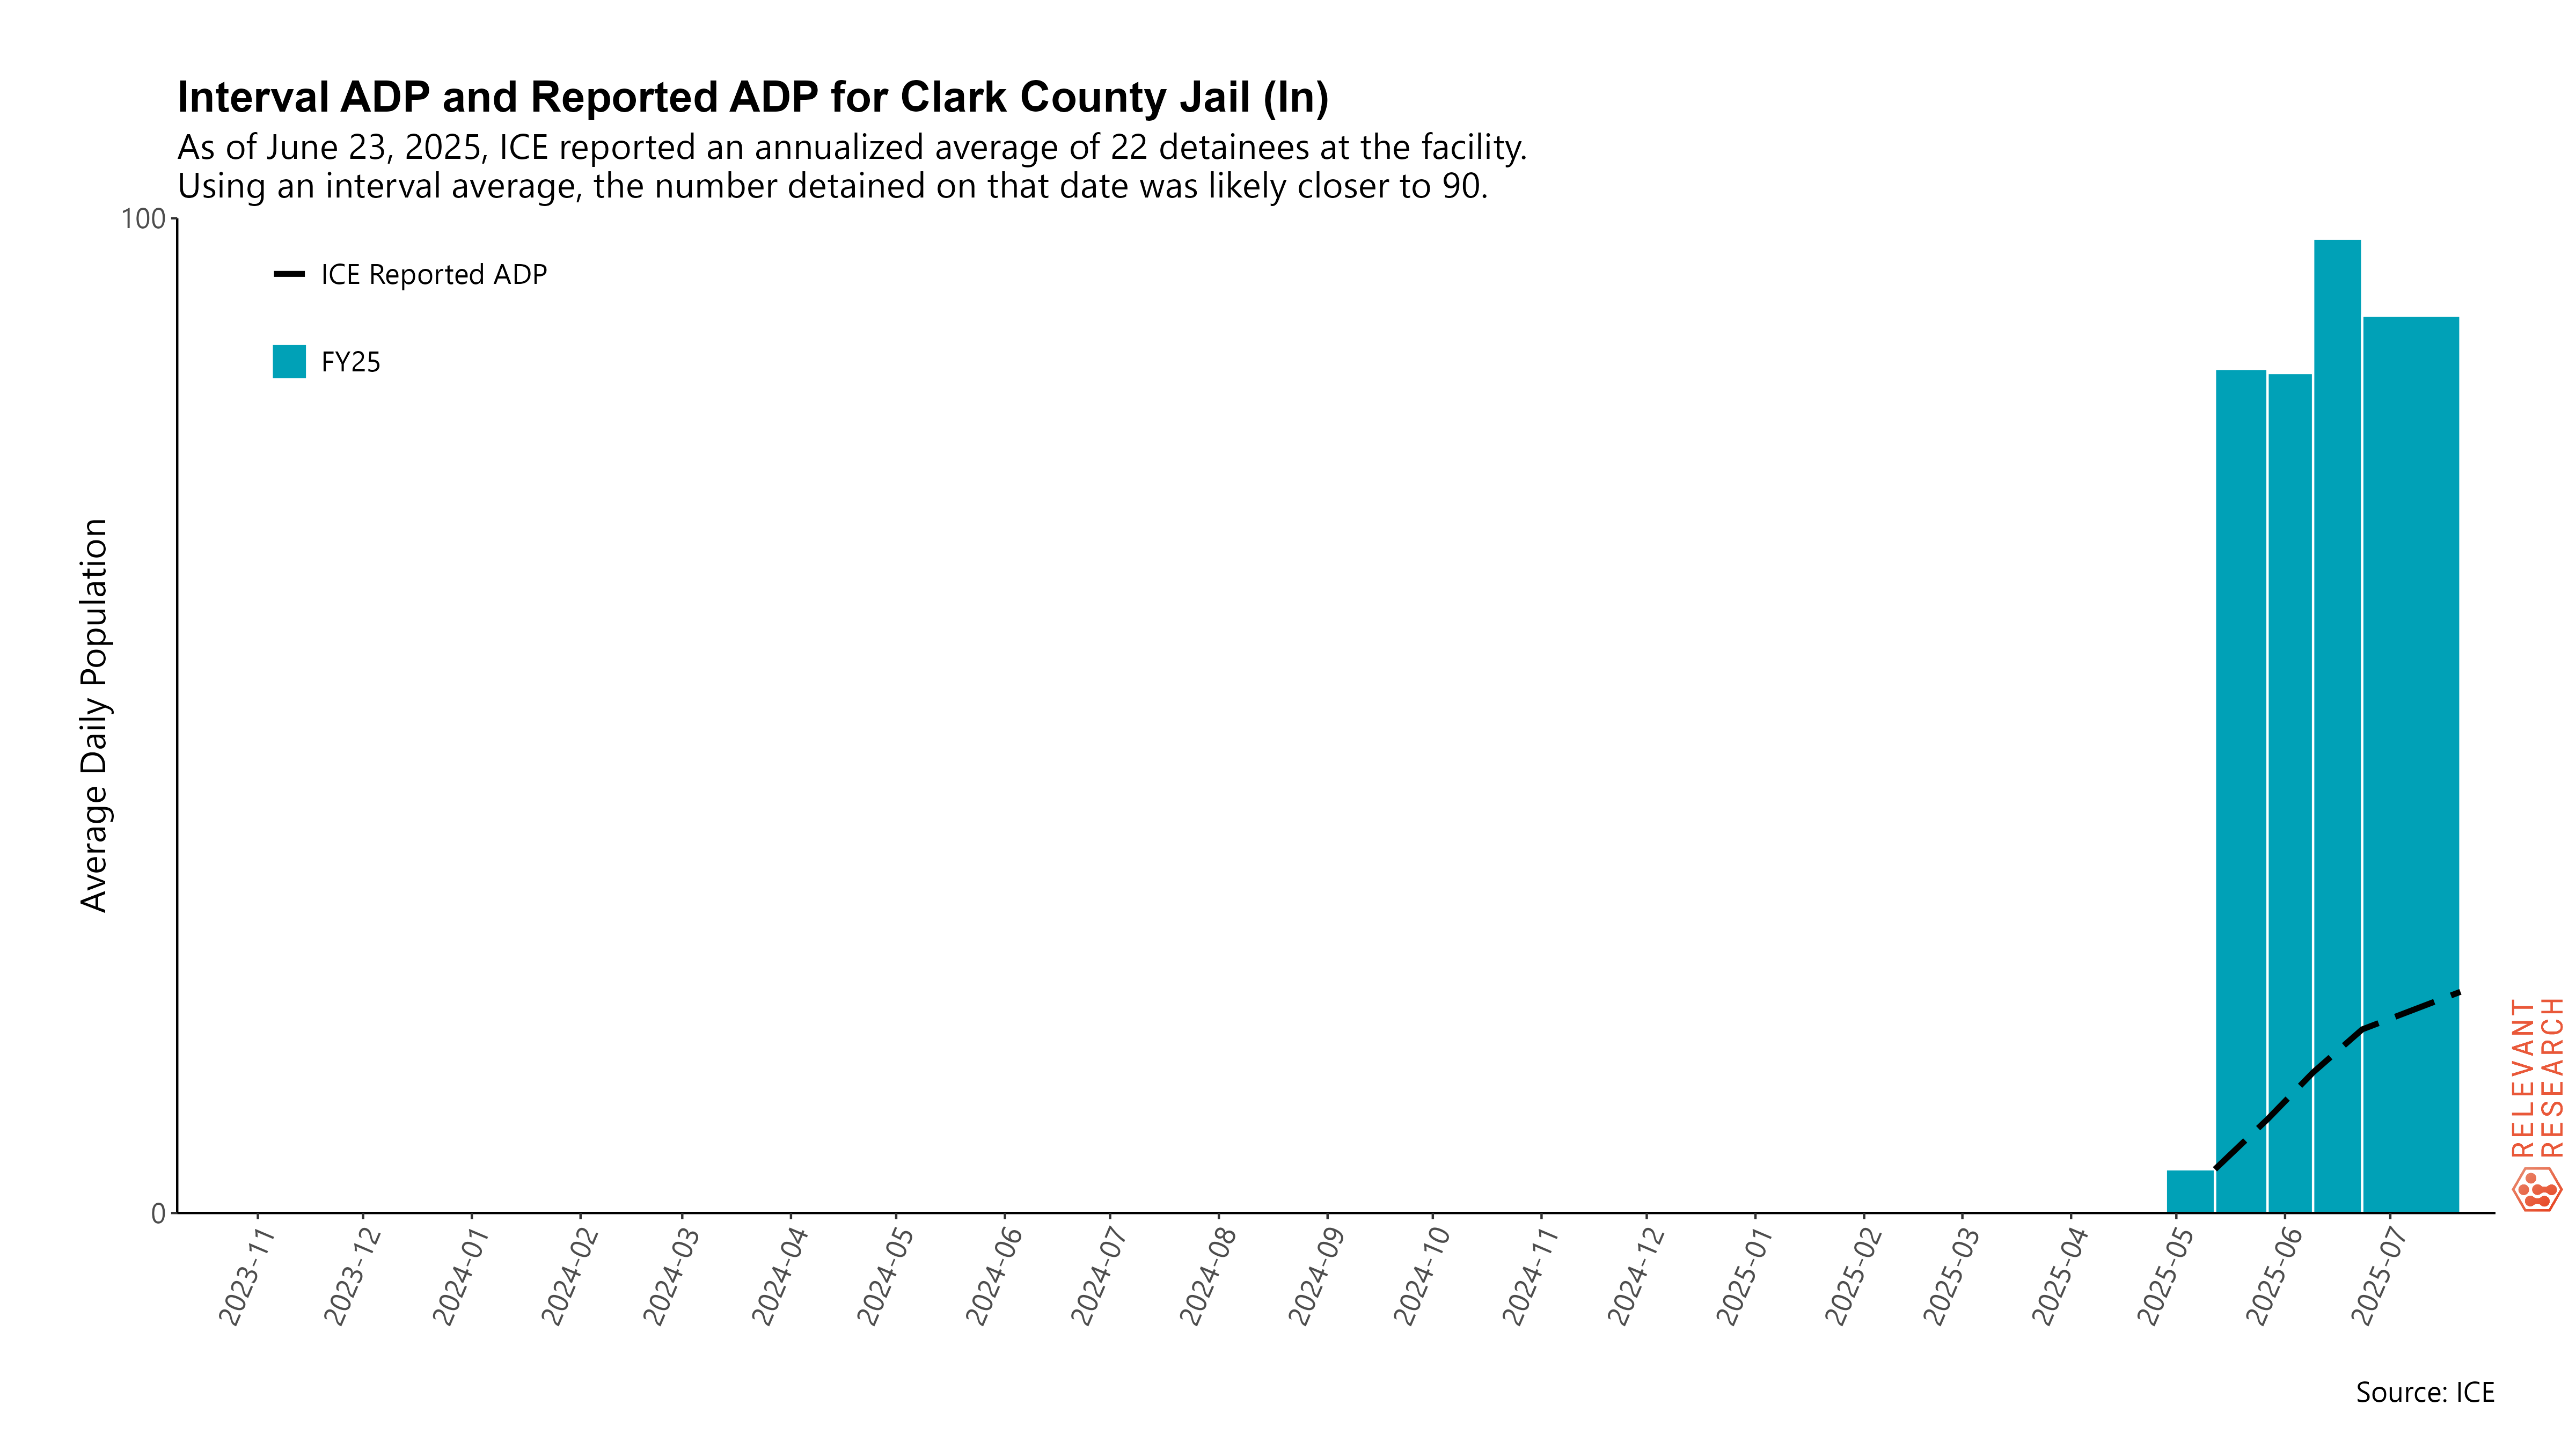 Interval ADP and Reported ADP for Clark County Jail (In)
As of June 23, 2025, ICE reported an annualized average of 22 detainees at the facility.
Using an interval average, the number detained on that date was likely closer to 90.
100
ICE Reported ADP
FY25
Average Daily Population
0
2023-11
2023-12
2024-01
2024-02
2024-03
2024-04
2024-05
2024-06
2024-07
2024-08
2024-09
2024-10
2024-11
2024-12
2025-01
2025-02
2025-03
2025-04
2025-05
2025-06
2025-07
RELEVANT
RESEARCH
Source: ICE